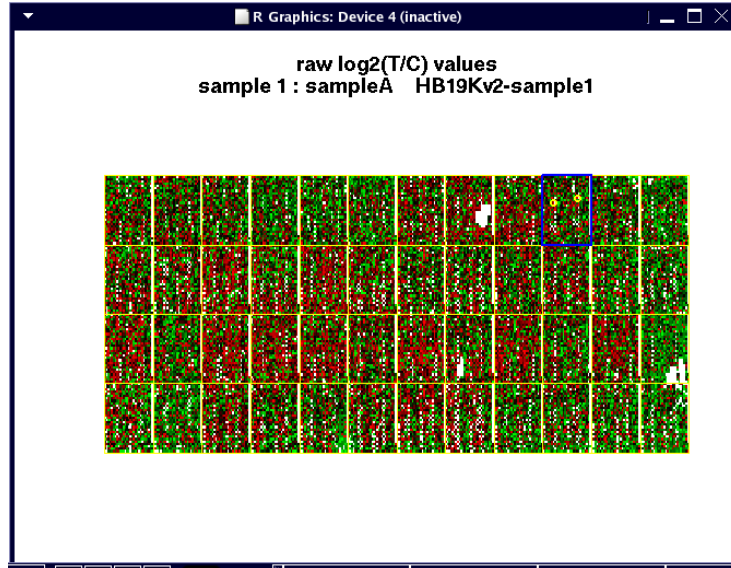 R Graphics: Device 4 (inactive)
raw log2(T/C) values
sample 1 : sampleA HB19Kv2-sample1